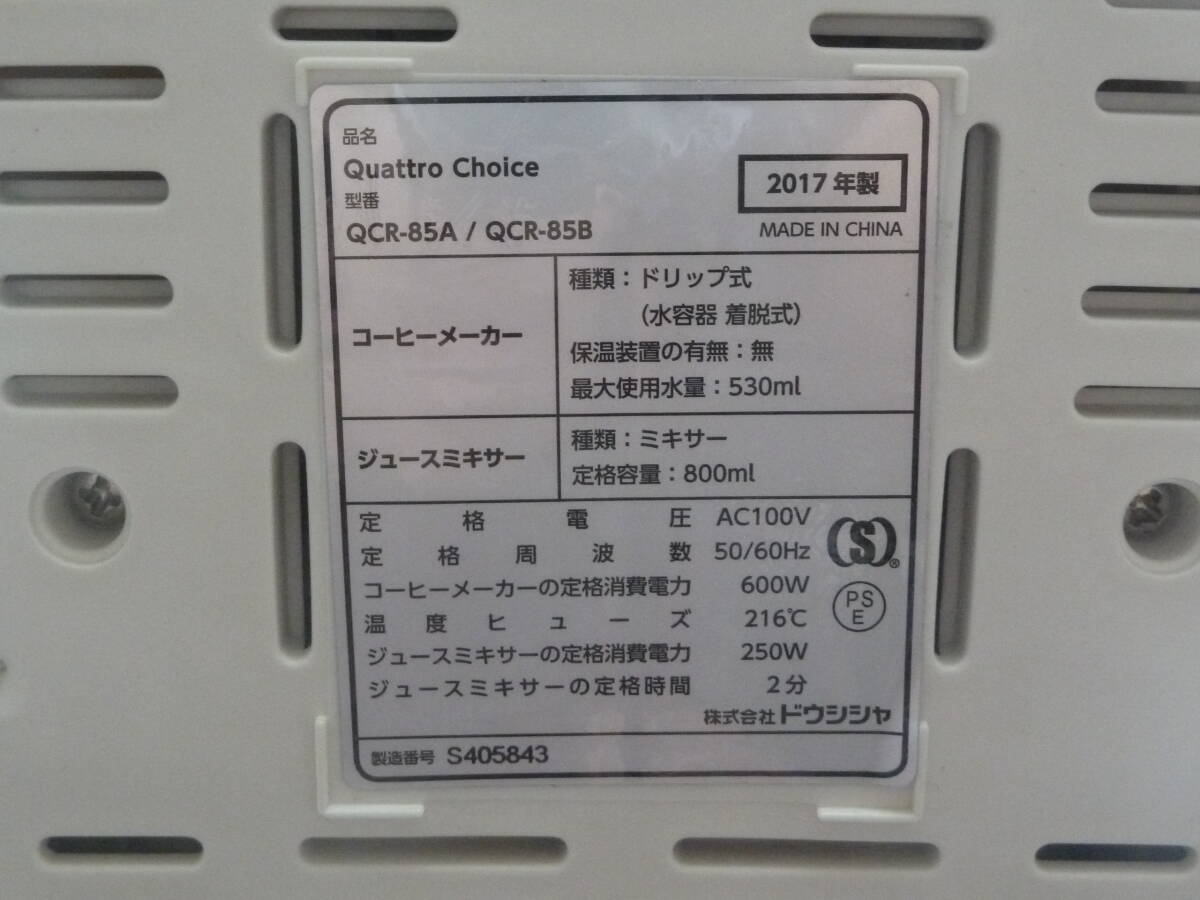 品名
Quattro Choice
型番
QCR-85A / QCR-85B
2017年製
MADE IN CHINA
コーヒーメーカー
種類：ドリップ式
(水容器 着脱式)
保温装置の有無：無
最大使用水量：530ml
ジュースミキサー
種類：ミキサー
定格容量：800ml
定格電圧 AC100V
定格周波数 50/60Hz
コーヒーメーカーの定格消費電力 600W
温度ヒューズ 216℃
ジュースミキサーの定格消費電力 250W
ジュースミキサーの定格時間 2分
S®
PS
E
株式会社ドウシシャ
製造番号 S405843